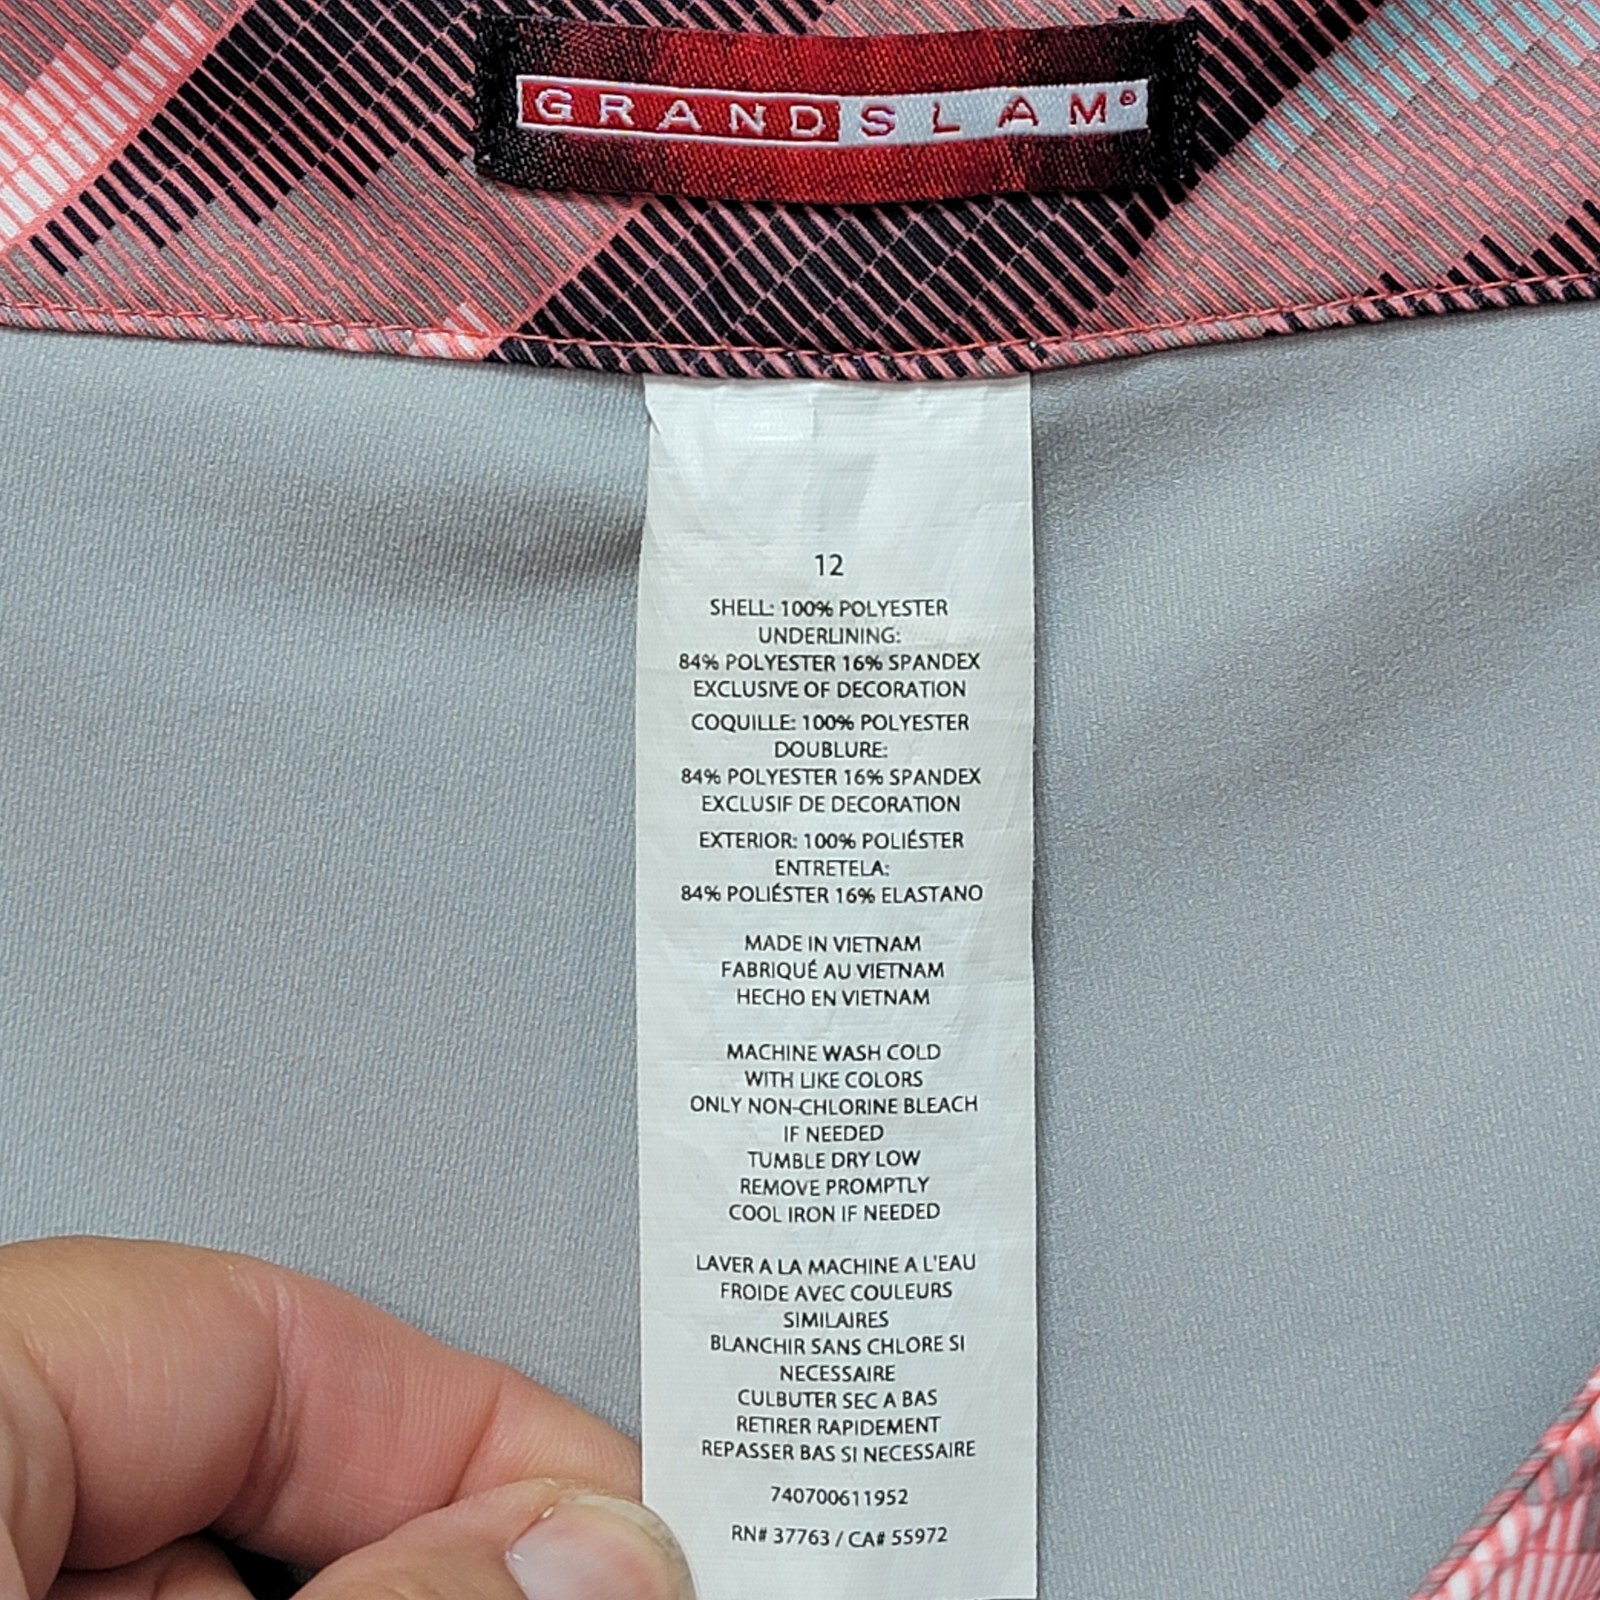 GRANDSLAM®
12
SHELL: 100% POLYESTER
UNDERLINING:
84% POLYESTER 16% SPANDEX
EXCLUSIVE OF DECORATION
COQUILLE: 100% POLYESTER
DOUBLURE:
84% POLYESTER 16% SPANDEX
EXCLUSIF DE DECORATION
EXTERIOR: 100% POLIÉSTER
ENTRETELA:
84% POLIÉSTER 16% ELASTANO
MADE IN VIETNAM
FABRIQUÉ AU VIETNAM
HECHO EN VIETNAM
MACHINE WASH COLD
WITH LIKE COLORS
ONLY NON-CHLORINE BLEACH
IF NEEDED
TUMBLE DRY LOW
REMOVE PROMPTLY
COOL IRON IF NEEDED
LAVER A LA MACHINE A L'EAU
FROIDE AVEC COULEURS
SIMILAIRES
BLANCHIR SANS CHLORE SI
NECESSAIRE
CULBUTER SEC A BAS
RETIRER RAPIDEMENT
REPASSER BAS SI NECESSAIRE
740700611952
RN# 37763 / CA# 55972